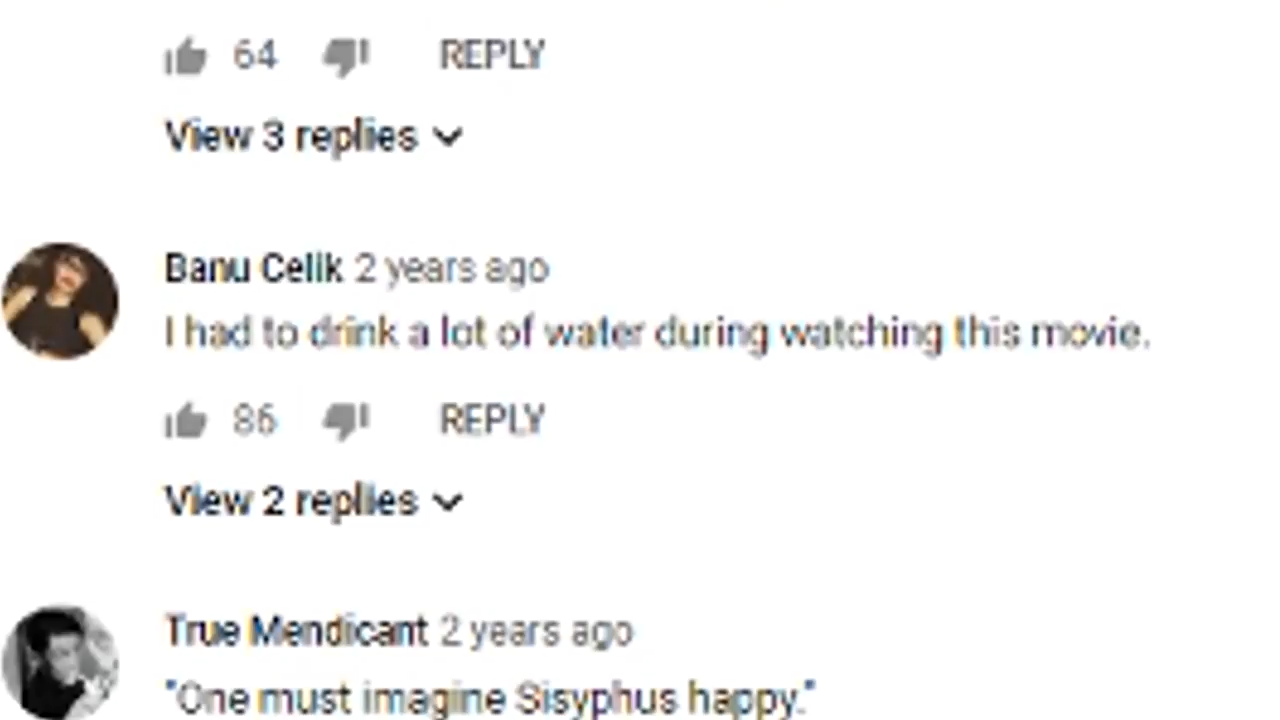 64 REPLY
View 3 replies
Banu Celik 2 years ago
I had to drink a lot of water during watching this movie.
86 REPLY
View 2 replies
True Mendicant 2 years ago
"One must imagine Sisyphus happy."